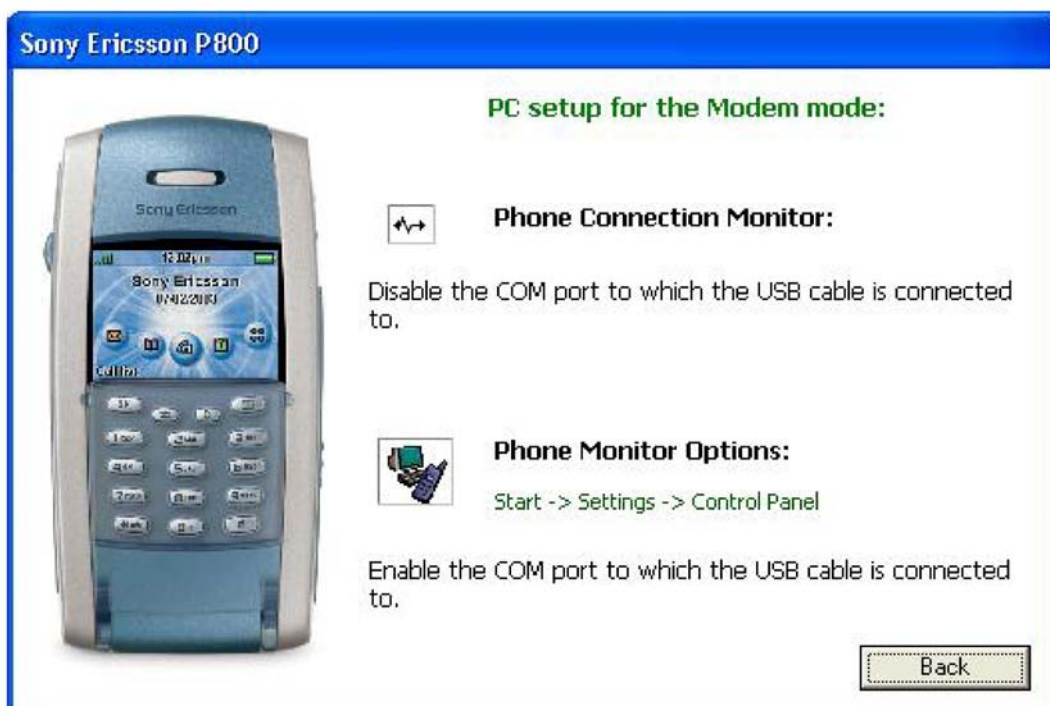 Sony Ericsson P800
PC setup for the Modem mode:
Sony Ericsson
Phone Connection Monitor:
12:02pm
Sony Ericsson
Disable the COM port to which the USB cable is connected
to.
Phone Monitor Options:
Start -> Settings -> Control Panel
Enable the COM port to which the USB cable is connected
to.
Back